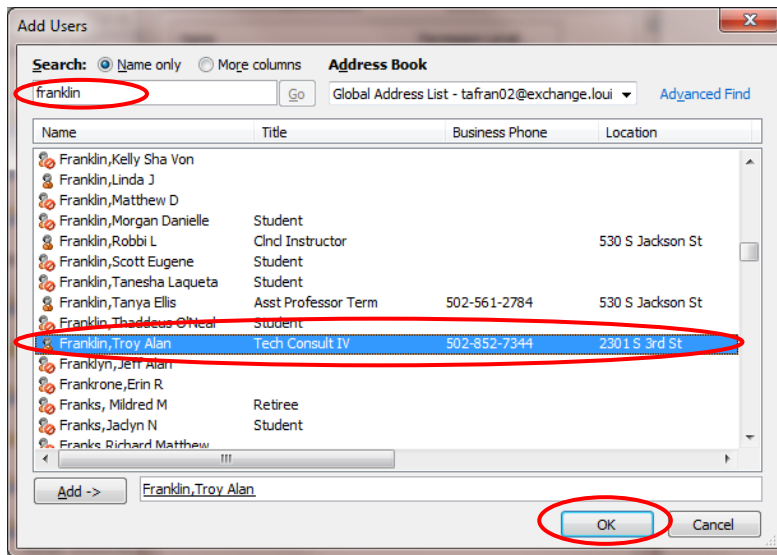 Add Users
Search: Name only More columns Address Book
franklin Go Global Address List - tafran02@exchange.loui Advanced Find
Name Title Business Phone Location
Franklin,Kelly Sha Von
Franklin,Linda J
Franklin,Matthew D
Franklin,Morgan Danielle Student
Franklin,Robbi L Clncl Instructor 530 S Jackson St
Franklin,Scott Eugene Student
Franklin,Tanesha Laqueta Student
Franklin,Tanya Ellis Asst Professor Term 502-561-2784 530 S Jackson St
Franklin,Thaddeus O'Neal Student
Franklin,Troy Alan Tech Consult IV 502-852-7344 2301 S 3rd St
Franklyn,Jeff Alan
Frankrone,Erin R
Franks, Mildred M Retiree
Franks,Jaclyn N Student
Franks Richard Matthew
Add -> Franklin,Troy Alan
OK Cancel